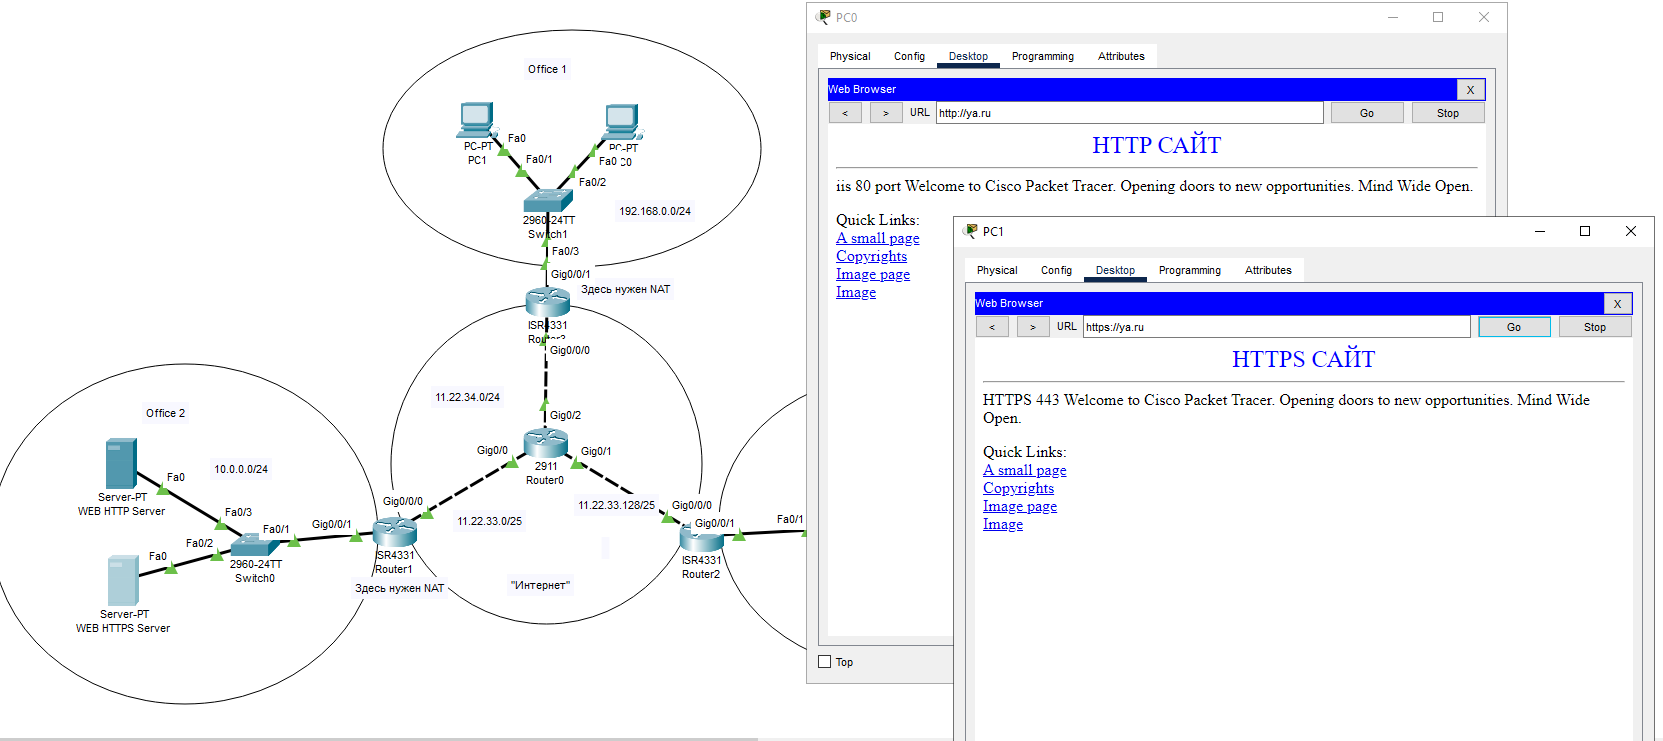 Office 1
PC-PT
PC1
Fa0
Fa0/1
PC-PT
Fa0
C0
Fa0/2
192.168.0.0/24
2960-24TT
Switch1
Fa0/3
Gig0/0/1
Здесь нужен NAT
ISR4331
Router3
Gig0/0/0
11.22.34.0/24
Gig0/2
Gig0/0
Gig0/1
2911
Router0
11.22.33.0/25
11.22.33.128/25
"Интернет"
Office 2
10.0.0.0/24
Fa0
Server-PT
WEB HTTP Server
Fa0/3
Fa0/1
Gig0/0/1
Gig0/0/0
Fa0
Fa0/2
2960-24TT
Switch0
Server-PT
WEB HTTPS Server
ISR4331
Router1
Здесь нужен NAT
Gig0/0/0
Gig0/0/1
Fa0/1
ISR4331
Router2
PC0
Physical Config Desktop Programming Attributes
Web Browser X
< > URL http://ya.ru Go Stop
HTTP САЙТ
iis 80 port Welcome to Cisco Packet Tracer. Opening doors to new opportunities. Mind Wide Open.
Quick Links:
A small page
Copyrights
Image page
Image
Top
PC1
Physical Config Desktop Programming Attributes
Web Browser X
< > URL https://ya.ru Go Stop
HTTPS САЙТ
HTTPS 443 Welcome to Cisco Packet Tracer. Opening doors to new opportunities. Mind Wide
Open.
Quick Links:
A small page
Copyrights
Image page
Image